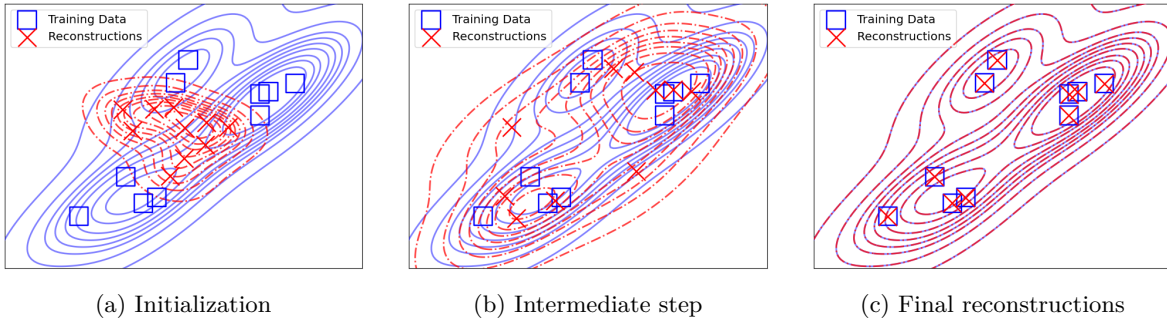 Training Data
Reconstructions
Training Data
Reconstructions
Training Data
Reconstructions
(a) Initialization
(b) Intermediate step
(c) Final reconstructions